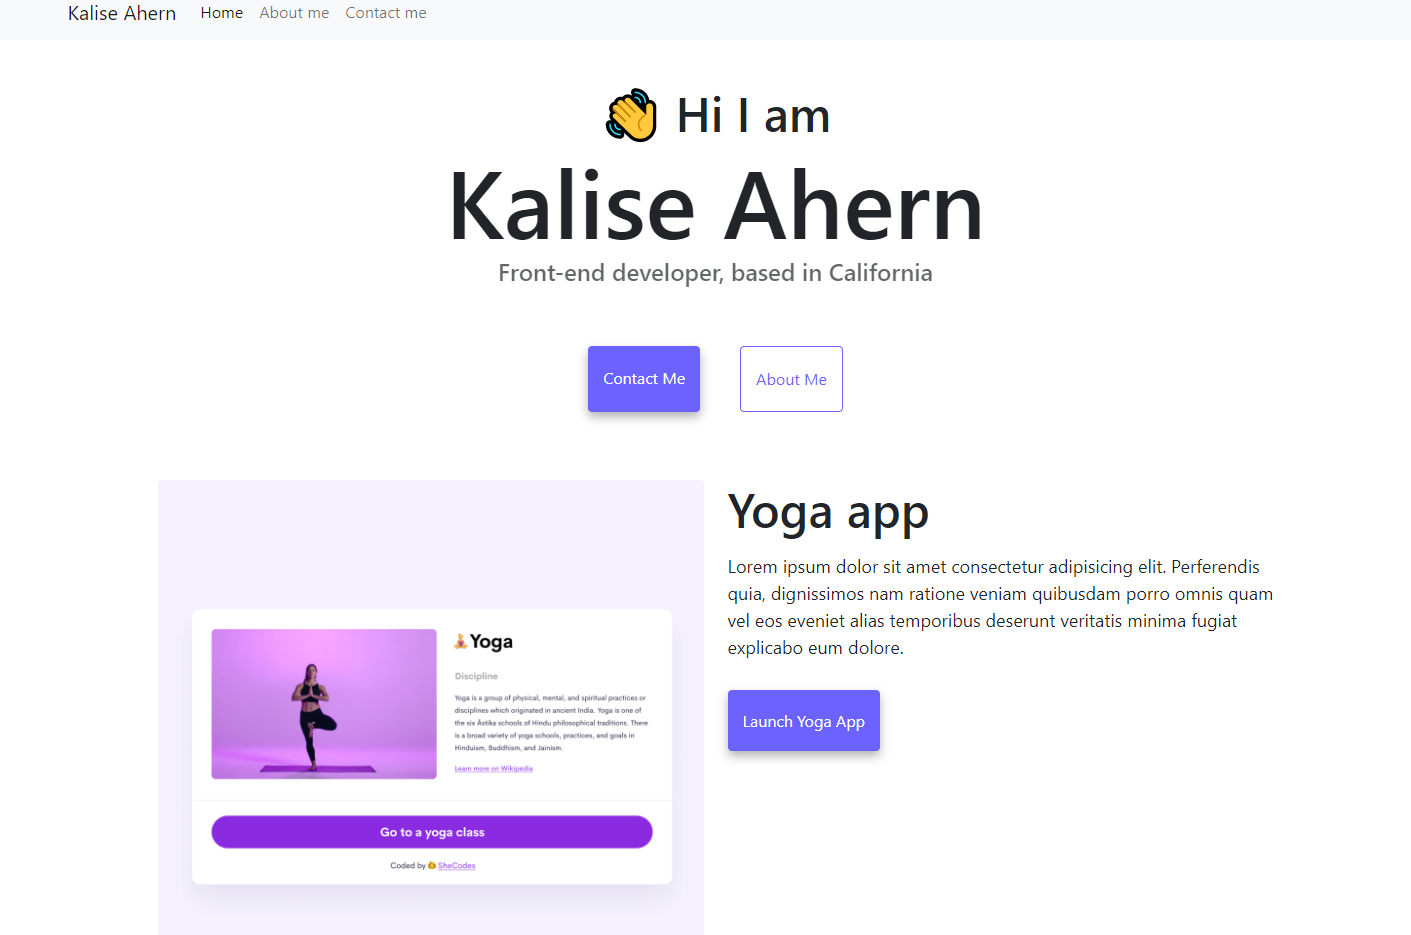 Kalise Ahern Home About me Contact me
👋 Hi I am
Kalise Ahern
Front-end developer, based in California
Contact Me
About Me
Yoga app
Lorem ipsum dolor sit amet consectetur adipisicing elit. Perferendis
quia, dignissimos nam ratione veniam quibusdam porro omnis quam
vel eos eveniet alias temporibus deserunt veritatis minima fugiat
explicabo eum dolore.
Launch Yoga App
Yoga
Discipline
Yoga is a group of physical, mental, and spiritual practices or
disciplines which originated in ancient India. Yoga is one of
the six Āstika schools of Hindu philosophical traditions. There
is a broad variety of yoga schools, practices, and goals in
Hinduism, Buddhism, and Jainism.
Learn more on Wikipedia
Go to a yoga class
Coded by SheCodes